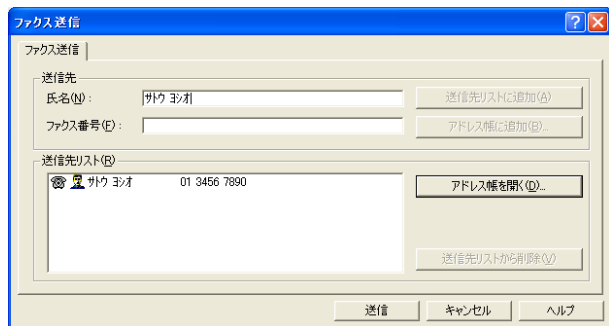 ファクス送信
ファクス送信
送信先
氏名(N):
サトウ ヨシオ
送信先リストに追加(A)
ファクス番号(F):
アドレス帳に追加(B)...
送信先リスト(R)
サトウ ヨシオ 01 3456 7890
アドレス帳を開く(D)...
送信先リストから削除(V)
送信
キャンセル
ヘルプ